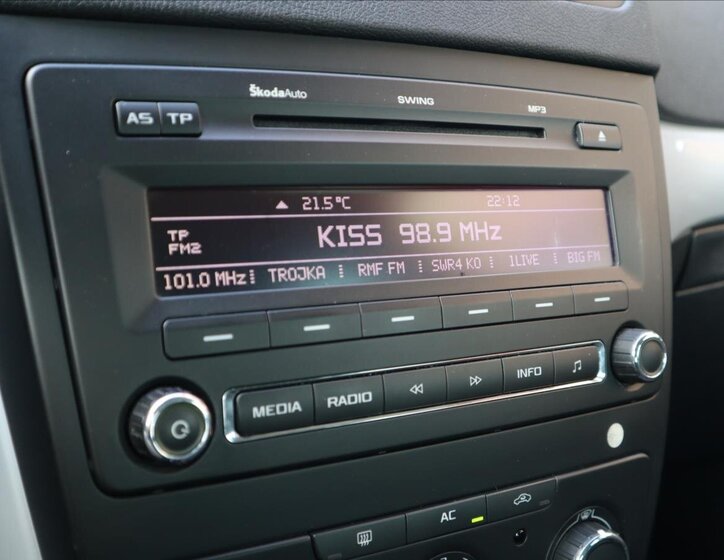 ŠkodaAuto SWING MP3
AS TP
21.5°C 22:12
TP
FM2
KISS 98.9 MHz
101.0 MHz TROJKA RMF FM SWR4 KO 1LIVE BIG FM
MEDIA RADIO INFO
AC